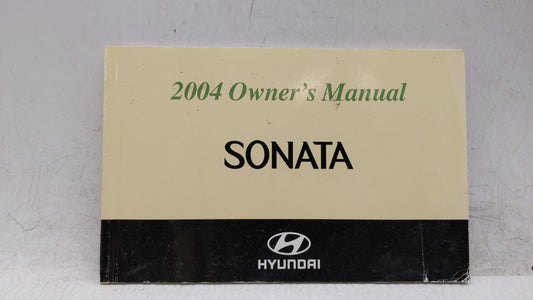 2004 Owner's Manual
SONATA
HYUNDAI